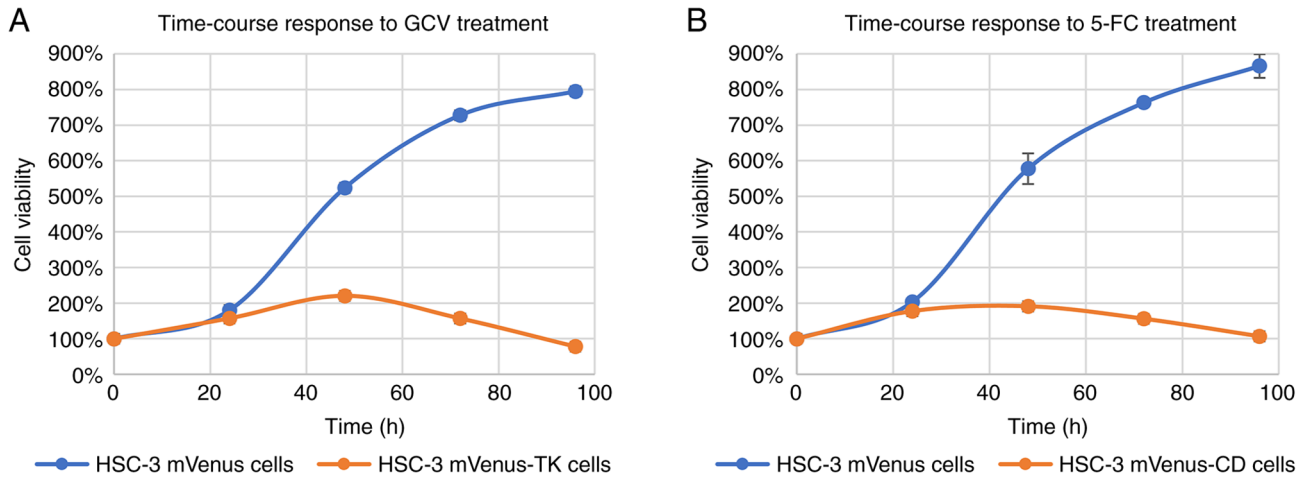 A
Time-course response to GCV treatment
900%
800%
700%
600%
500%
400%
300%
200%
100%
0%
Cell viability
0 20 40 60 80 100
Time (h)
HSC-3 mVenus cells HSC-3 mVenus-TK cells
B
Time-course response to 5-FC treatment
900%
800%
700%
600%
500%
400%
300%
200%
100%
0%
Cell viability
0 20 40 60 80 100
Time (h)
HSC-3 mVenus cells HSC-3 mVenus-CD cells